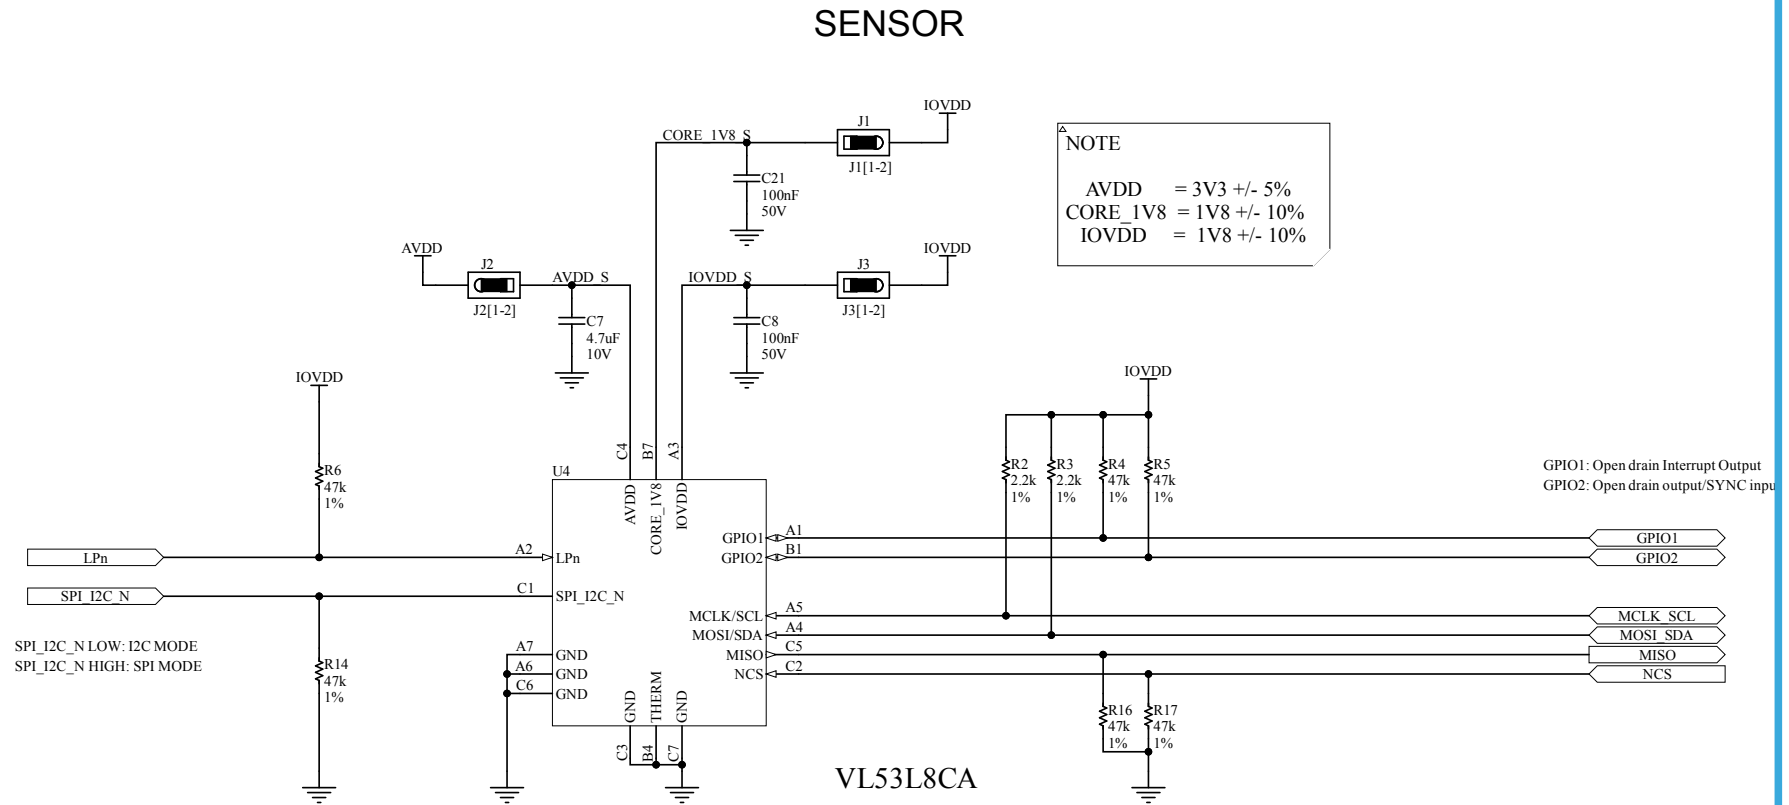 SENSOR
IOVDD
J1
CORE_1V8_S
J1[1-2]
C21
100nF
50V
NOTE
AVDD = 3V3 +/- 5%
CORE_1V8 = 1V8 +/- 10%
IOVDD = 1V8 +/- 10%
AVDD
J2
AVDD_S
J2[1-2]
C7
4.7uF
10V
IOVDD
J3
IOVDD_S
J3[1-2]
C8
100nF
50V
IOVDD
R6
47k
1%
IOVDD
R2
2.2k
1%
R3
2.2k
1%
R4
47k
1%
R5
47k
1%
GPIO1: Open drain Interrupt Output
GPIO2: Open drain output/SYNC inpu
U4
C4
B7
A3
AVDD
CORE_1V8
IOVDD
LPn
A2
LPn
SPI_I2C_N
C1
SPI_I2C_N
SPI_I2C_N LOW: I2C MODE
SPI_I2C_N HIGH: SPI MODE
R14
47k
1%
A7
GND
A6
GND
C6
GND
GND
THERM
GND
C3
B4
C7
GPIO1
A1
GPIO1
GPIO2
B1
GPIO2
MCLK/SCL
A5
MCLK_SCL
MOSI/SDA
A4
MOSI_SDA
MISO
C5
MISO
NCS
C2
NCS
R16
47k
1%
R17
47k
1%
VL53L8CA